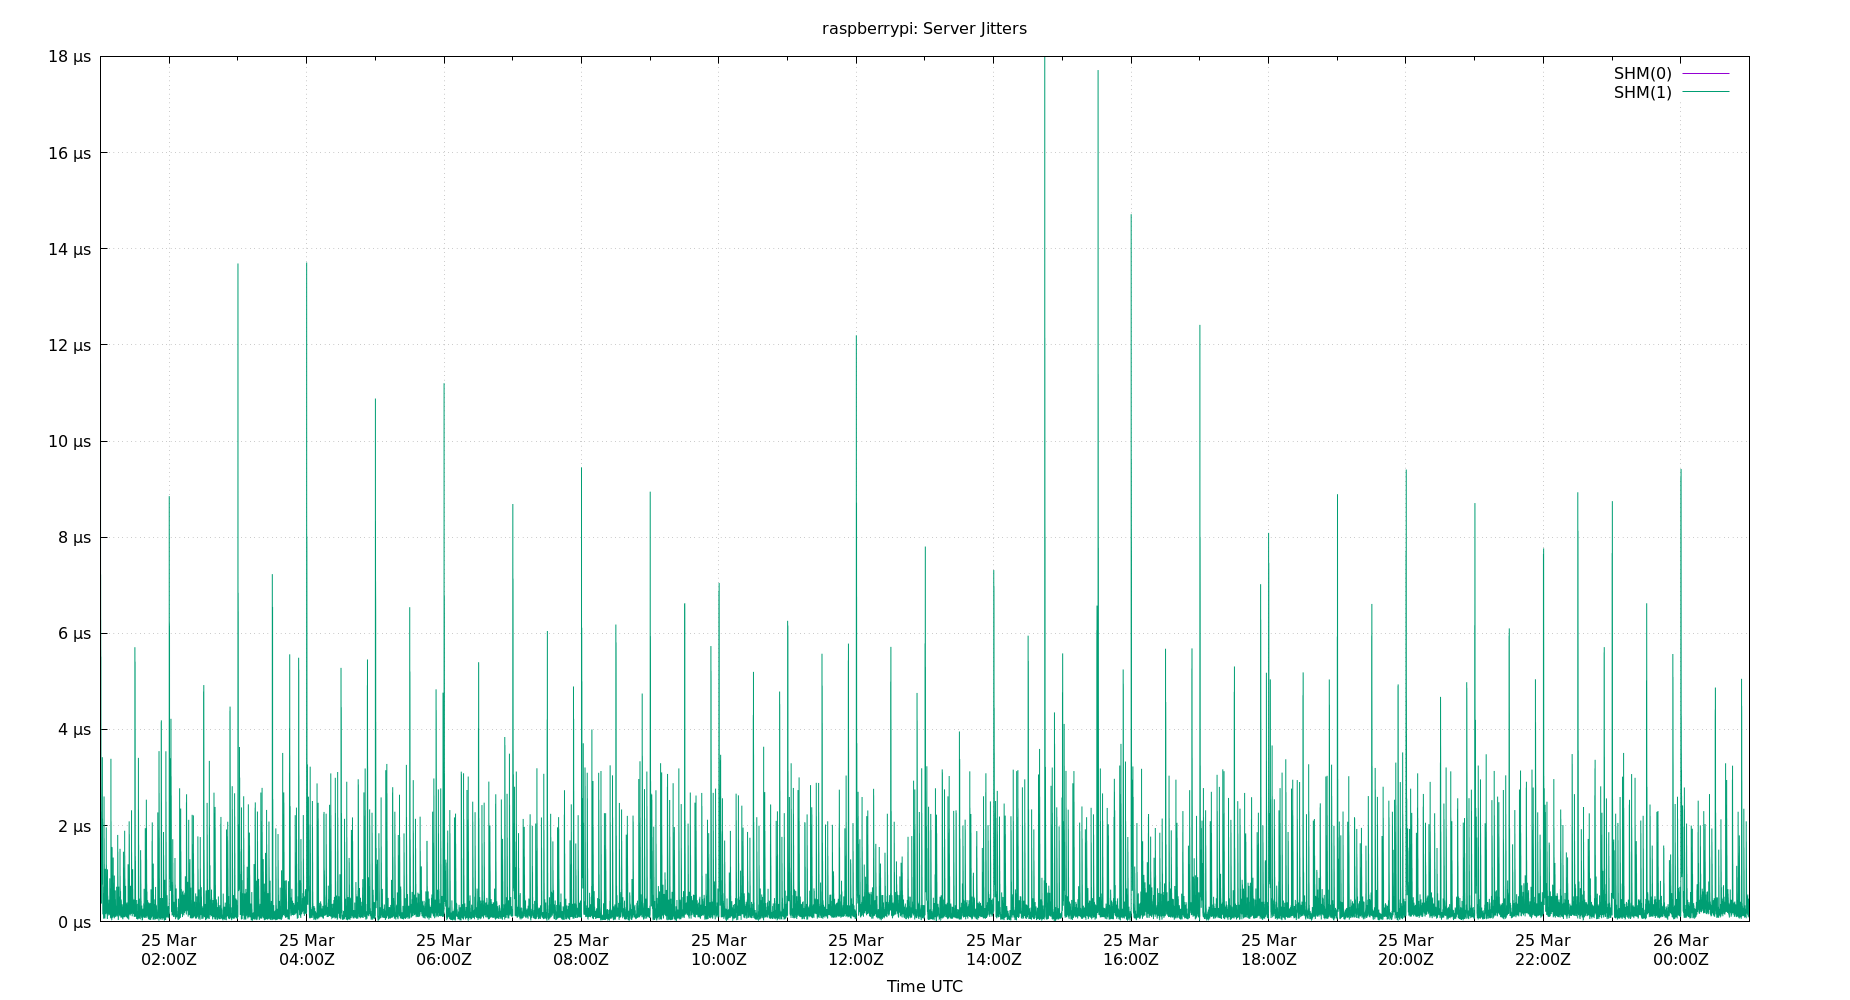 raspberrypi: Server Jitters
18 µs
16 µs
14 µs
12 µs
10 µs
8 µs
6 µs
4 µs
2 µs
0 µs
SHM(0)
SHM(1)
25 Mar 25 Mar 25 Mar 25 Mar 25 Mar 25 Mar 25 Mar 25 Mar 25 Mar 25 Mar 25 Mar 26 Mar
02:00Z 04:00Z 06:00Z 08:00Z 10:00Z 12:00Z 14:00Z 16:00Z 18:00Z 20:00Z 22:00Z 00:00Z
Time UTC